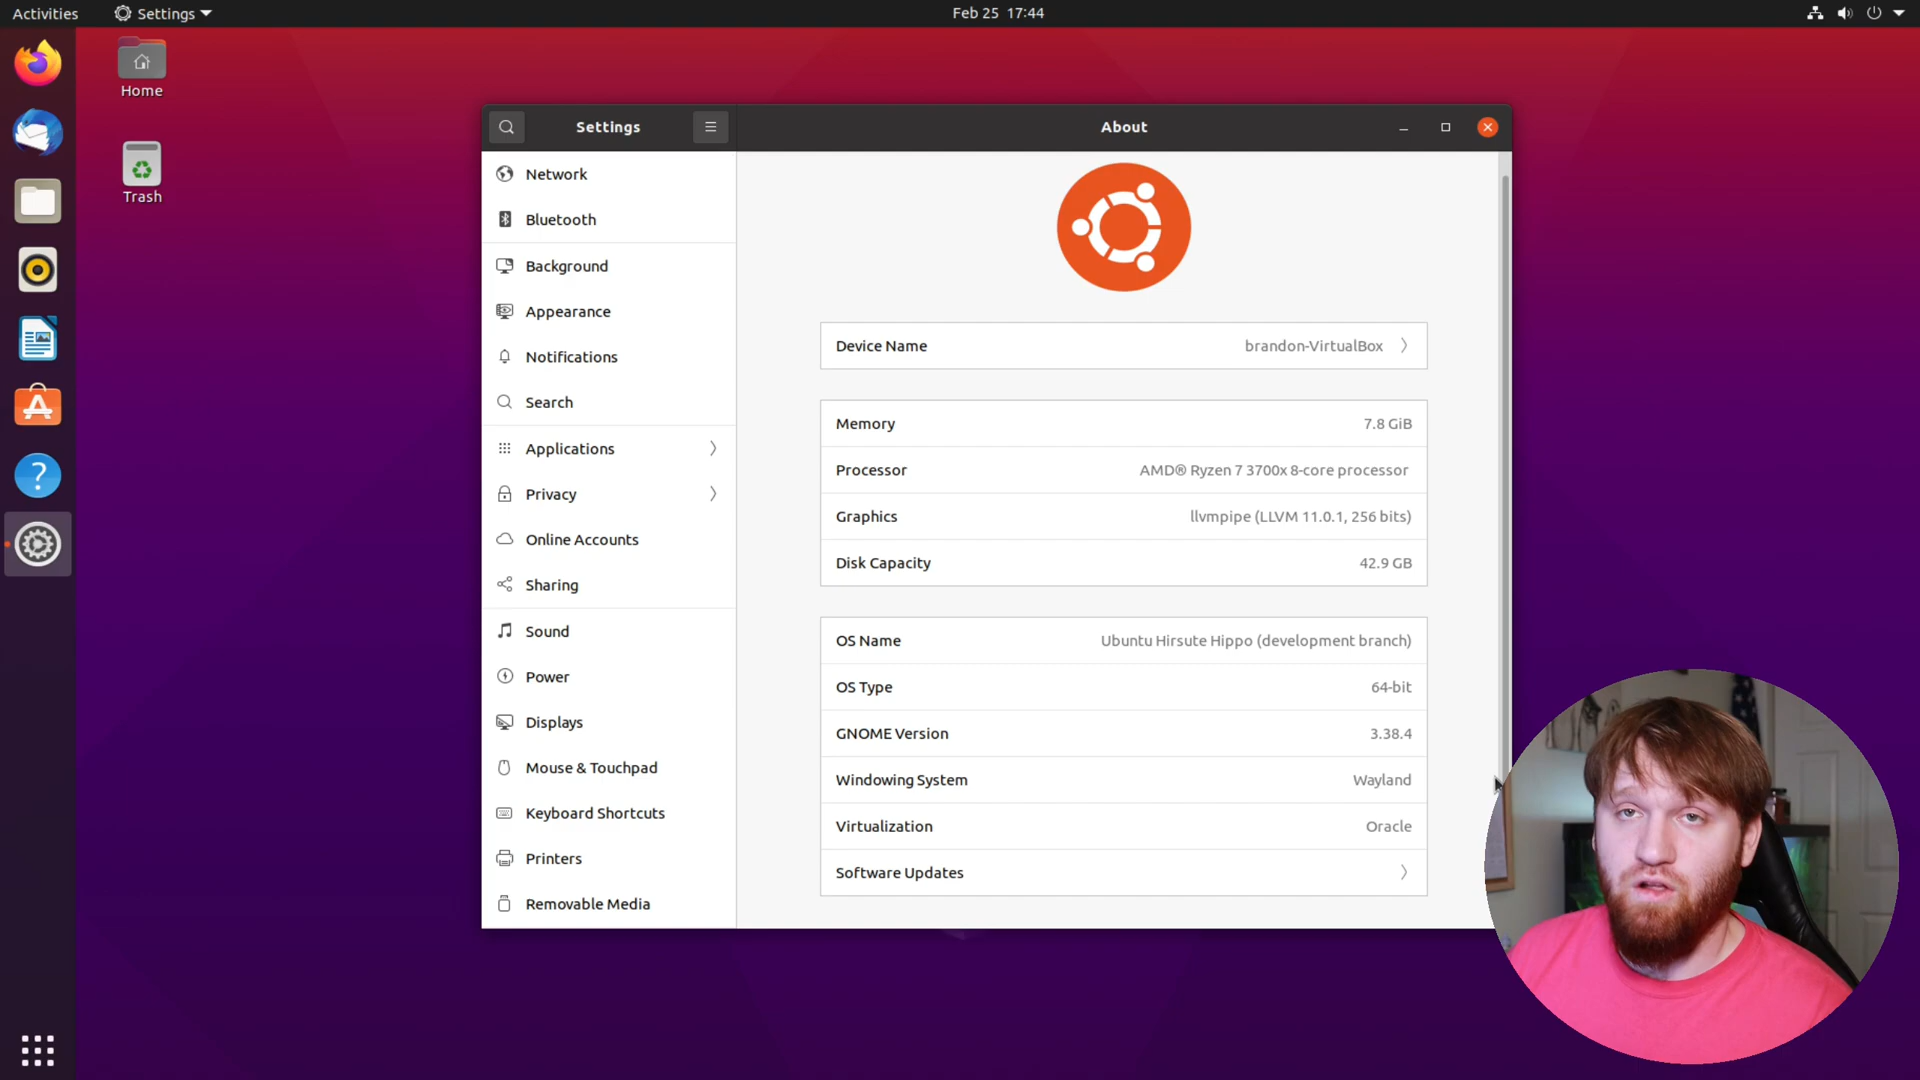 Activities
Settings
Feb 25 17:44
Home
Trash
Settings
About
Network
Bluetooth
Background
Appearance
Notifications
Search
Applications
Privacy
Online Accounts
Sharing
Sound
Power
Displays
Mouse & Touchpad
Keyboard Shortcuts
Printers
Removable Media
Device Name brandon-VirtualBox
Memory 7.8 GiB
Processor AMD® Ryzen 7 3700x 8-core processor
Graphics llvmpipe (LLVM 11.0.1, 256 bits)
Disk Capacity 42.9 GB
OS Name Ubuntu Hirsute Hippo (development branch)
OS Type 64-bit
GNOME Version 3.38.4
Windowing System Wayland
Virtualization Oracle
Software Updates